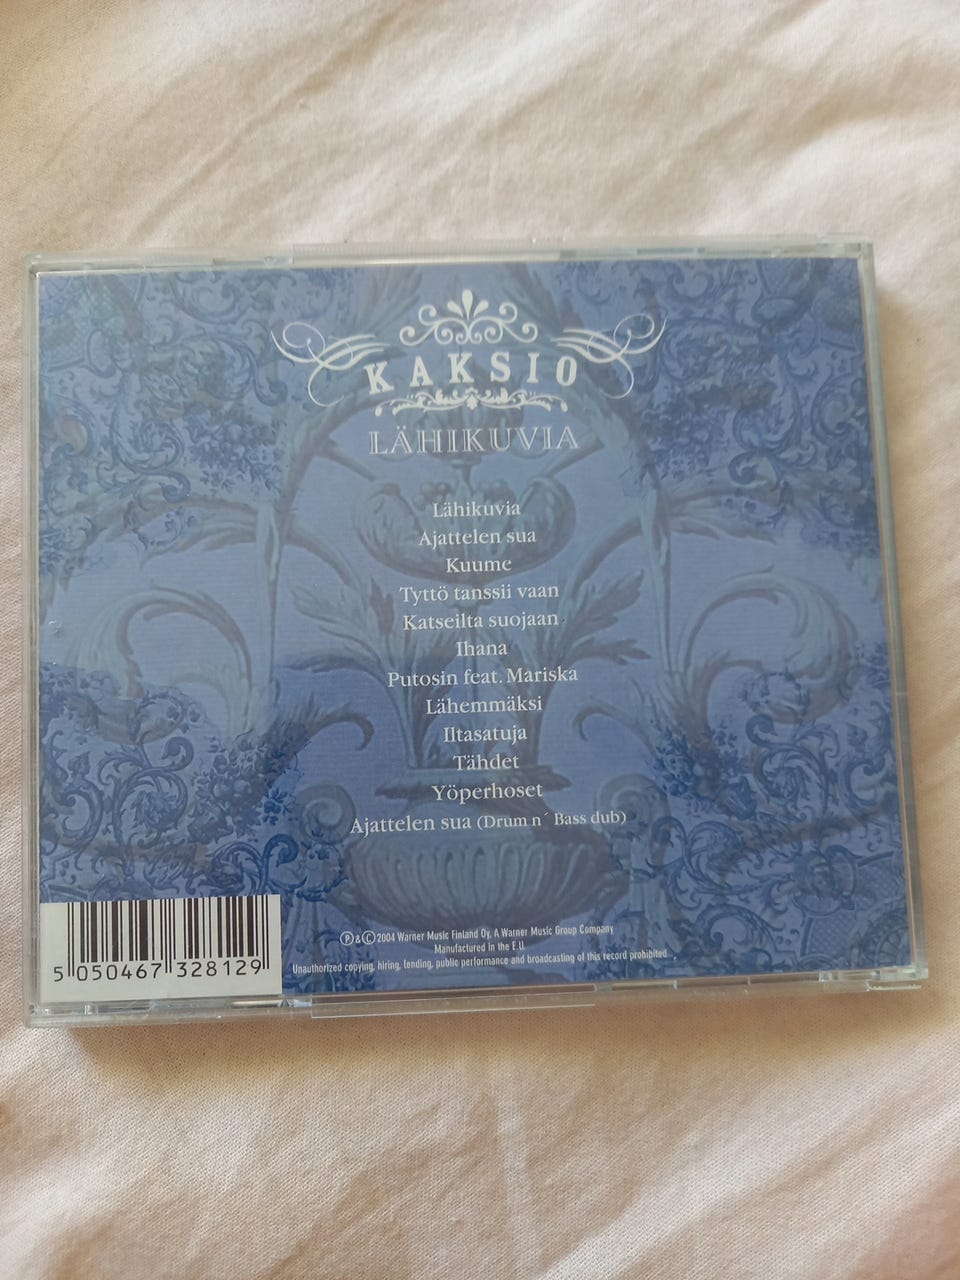 KAKSIO
LÄHIKUVIA
Lähikuvia
Ajattelen sua
Kuume
Tyttö tanssii vaan
Katseilta suojaan
Ihana
Putosin feat. Mariska
Lähemmäksi
Iltasatuja
Tähdet
Yöperhoset
Ajattelen sua (Drum n´ Bass dub)
℗ & © 2004 Warner Music Finland Oy, A Warner Music Group Company
Manufactured in the E.U.
Unauthorized copying, hiring, lending, public performance and broadcasting of this record prohibited
5 050467 328129